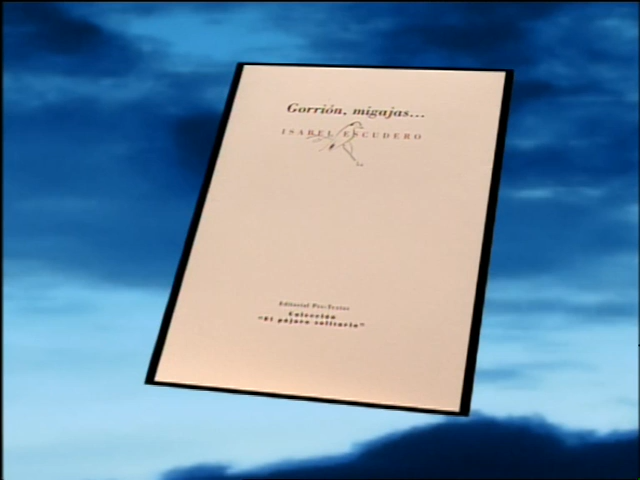 Gorrión, migajas...
ISABEL ESCUDERO
Editorial Pre-Textos
Colección
"El pájaro solitario"